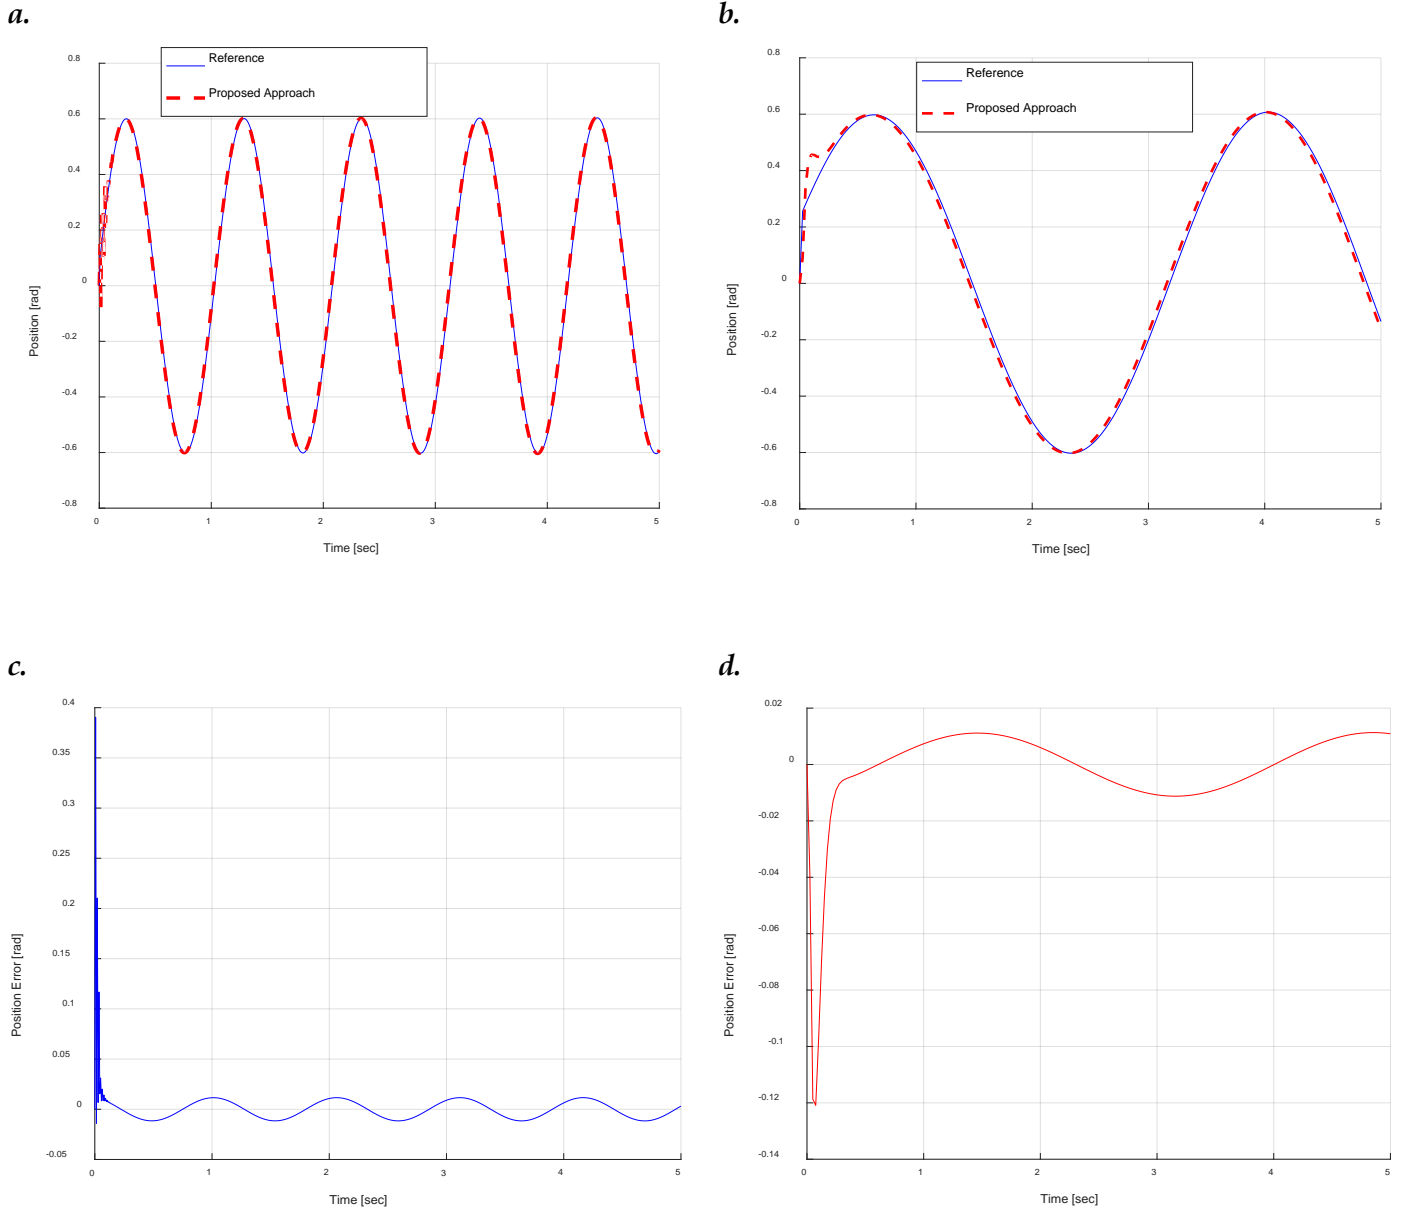 a.
Reference
Proposed Approach
0.8
0.6
0.4
0.2
0
-0.2
-0.4
-0.6
-0.8
Position [rad]
0 1 2 3 4 5
Time [sec]
b.
Reference
Proposed Approach
0.8
0.6
0.4
0.2
0
-0.2
-0.4
-0.6
-0.8
Position [rad]
0 1 2 3 4 5
Time [sec]
c.
0.4
0.35
0.3
0.25
0.2
0.15
0.1
0.05
0
-0.05
Position Error [rad]
0 1 2 3 4 5
Time [sec]
d.
0.02
0
-0.02
-0.04
-0.06
-0.08
-0.1
-0.12
-0.14
Position Error [rad]
0 1 2 3 4 5
Time [sec]